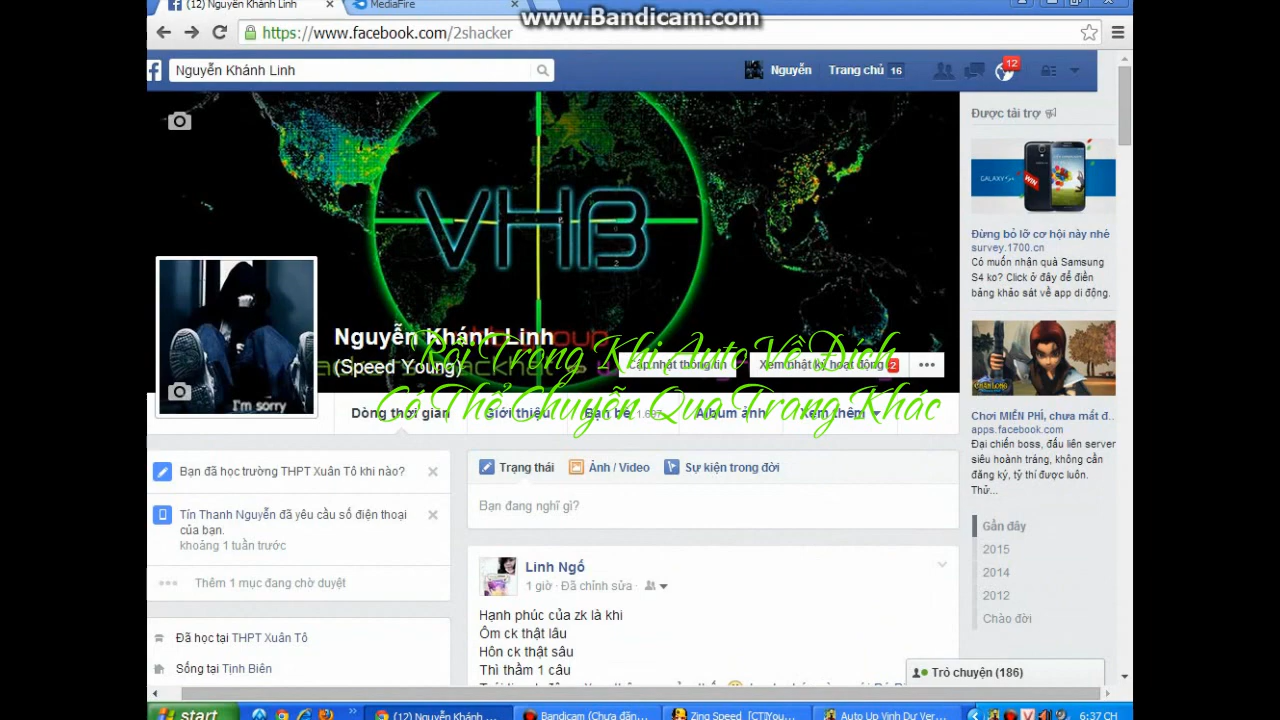 (12) Nguyễn Khánh Linh
MediaFire
www.Bandicam.com
https://www.facebook.com/2shacker
Nguyễn Khánh Linh
Nguyễn
Trang chủ 16
12
VHB
Nguyễn Khánh Linh
(Speed Young)
I'm sorry
Rồi Trong Khi Auto Về Đích
Có Thể Chuyễn Qua Trang Khác
Cập nhật thông tin
Xem nhật ký hoạt động 2
Dòng thời gian
Giới thiệu
Bạn bè
Album ảnh
Xem thêm
Bạn đã học trường THPT Xuân Tô khi nào?
Tín Thanh Nguyễn đã yêu cầu số điện thoại
của bạn.
khoảng 1 tuần trước
Thêm 1 mục đang chờ duyệt
Đã học tại THPT Xuân Tô
Sống tại Tịnh Biên
Trạng thái
Ảnh / Video
Sự kiện trong đời
Bạn đang nghĩ gì?
Linh Ngố
1 giờ · Đã chỉnh sửa ·
Hạnh phúc của zk là khi
Ôm ck thật lâu
Hôn ck thật sâu
Thì thầm 1 câu
Được tài trợ
GALAXY S4
WIN
Đừng bỏ lỡ cơ hội này nhé
survey.1700.cn
Có muốn nhận quà Samsung
S4 ko? Click ở đây để điền
bảng khảo sát về app di động.
Chơi MIỄN PHÍ, chưa mất đ..
apps.facebook.com
Đại chiến boss, đấu liên server
siêu hoành tráng, không cần
đăng ký, tỷ thí được luôn.
Thử...
Gần đây
2015
2014
2012
Chào đời
Trò chuyện (186)
start
(12) Nguyễn Khánh ...
Bandicam (Chưa đăn...
Zing Speed_[CT]You...
Auto Up Vinh Dự Ver...
6:37 CH